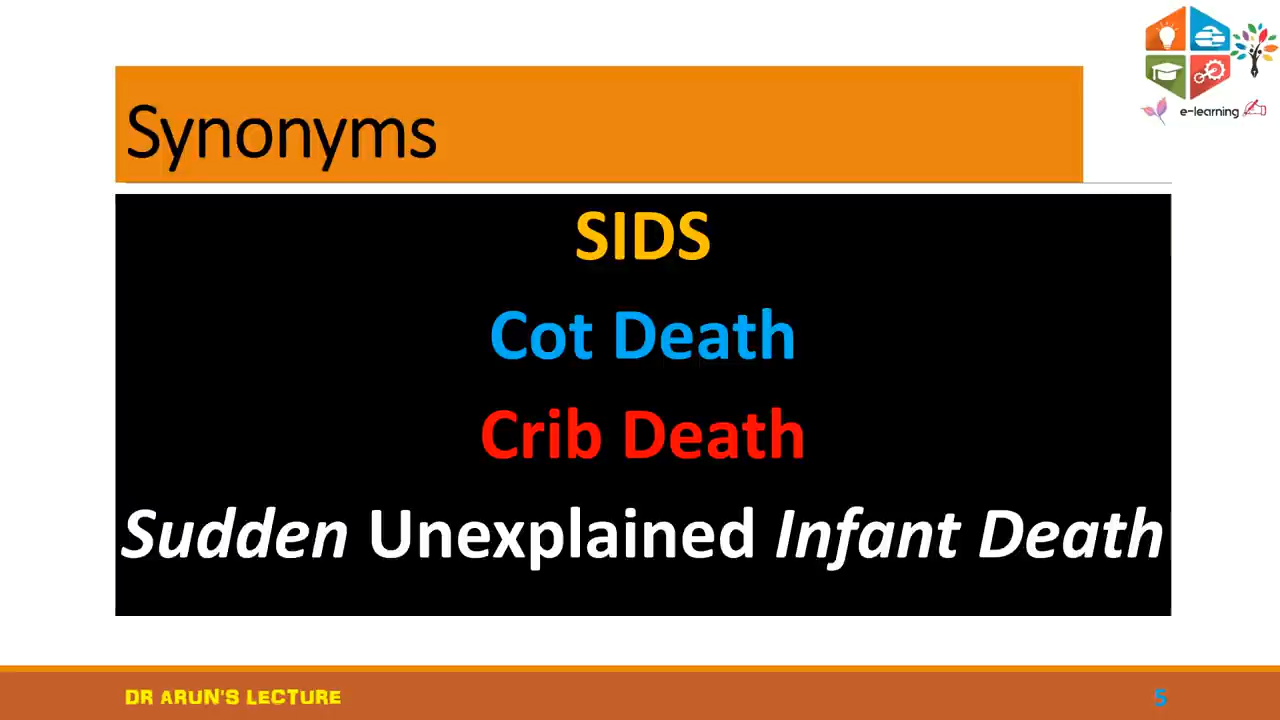 e-learning
Synonyms
SIDS
Cot Death
Crib Death
Sudden Unexplained Infant Death
DR ARUN'S LECTURE
5